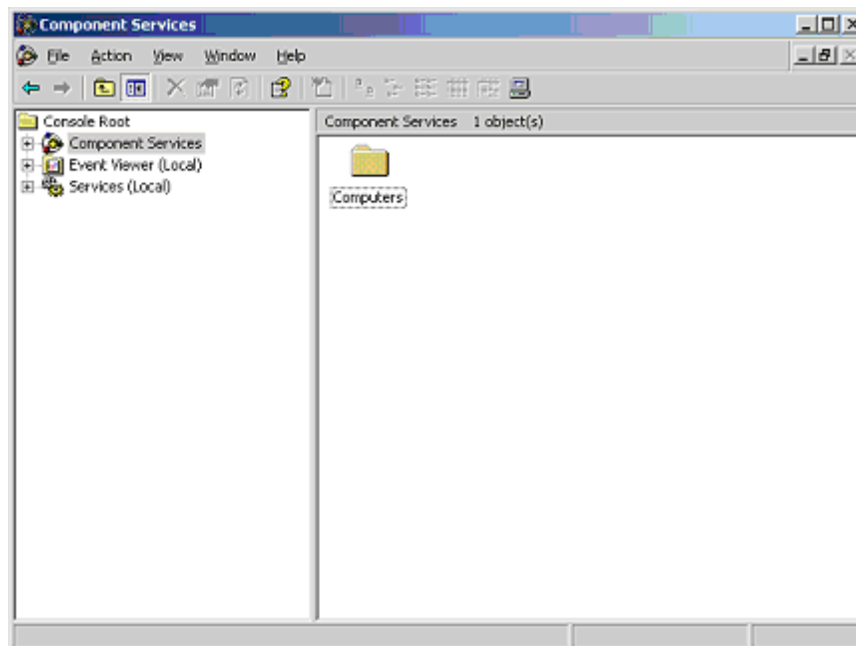 Component Services
File Action View Window Help
Console Root
Component Services
Event Viewer (Local)
Services (Local)
Component Services 1 object(s)
Computers